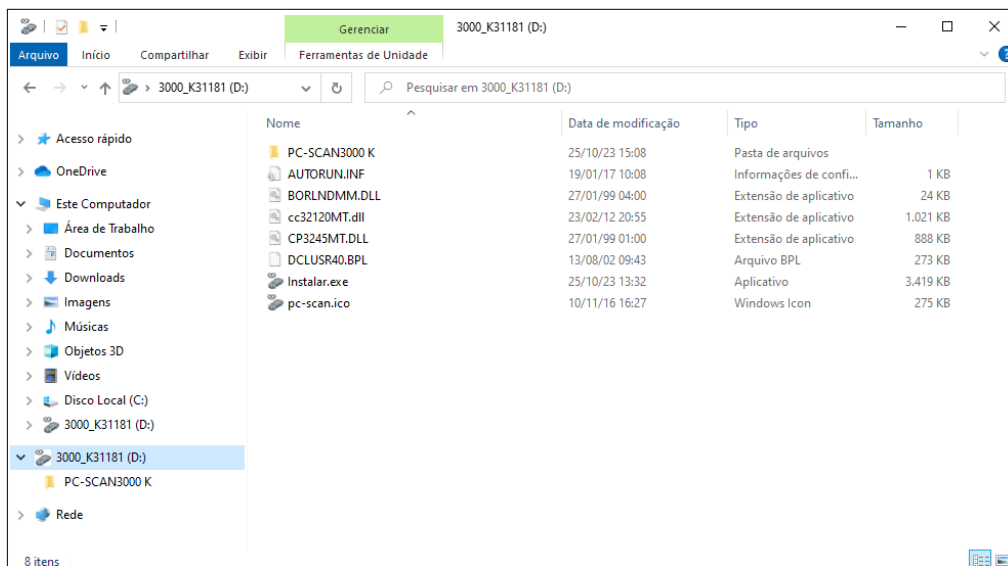 Gerenciar 3000_K31181 (D:)
Arquivo Início Compartilhar Exibir Ferramentas de Unidade
3000_K31181 (D:) Pesquisar em 3000_K31181 (D:)
Nome Data de modificação Tipo Tamanho
Acesso rápido
OneDrive
Este Computador
Área de Trabalho
Documentos
Downloads
Imagens
Músicas
Objetos 3D
Vídeos
Disco Local (C:)
3000_K31181 (D:)
3000_K31181 (D:)
PC-SCAN3000 K
Rede
PC-SCAN3000 K 25/10/23 15:08 Pasta de arquivos
AUTORUN.INF 19/01/17 10:08 Informações de confi... 1 KB
BORLNDMM.DLL 27/01/99 04:00 Extensão de aplicativo 24 KB
cc32120MT.dll 23/02/12 20:55 Extensão de aplicativo 1.021 KB
CP3245MT.DLL 27/01/99 01:00 Extensão de aplicativo 888 KB
DCLUSR40.BPL 13/08/02 09:43 Arquivo BPL 273 KB
Instalar.exe 25/10/23 13:32 Aplicativo 3.419 KB
pc-scan.ico 10/11/16 16:27 Windows Icon 275 KB
8 itens